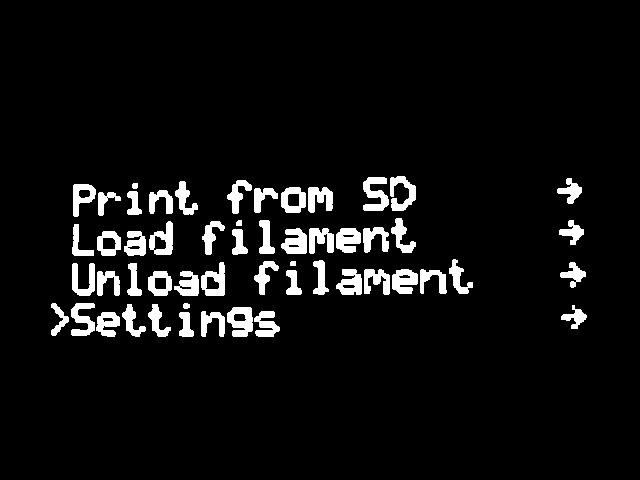 Print from SD →
Load filament →
Unload filament →
>Settings →